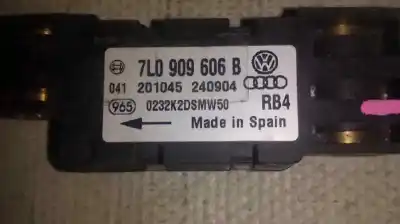 7L0 909 606 B
041 201045 240904
965 0232K2DSMW50 RB4
Made in Spain